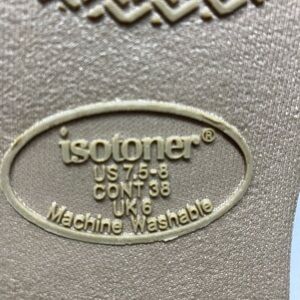 isotoner®
US 7.5-8
CONT 38
UK 6
Machine Washable